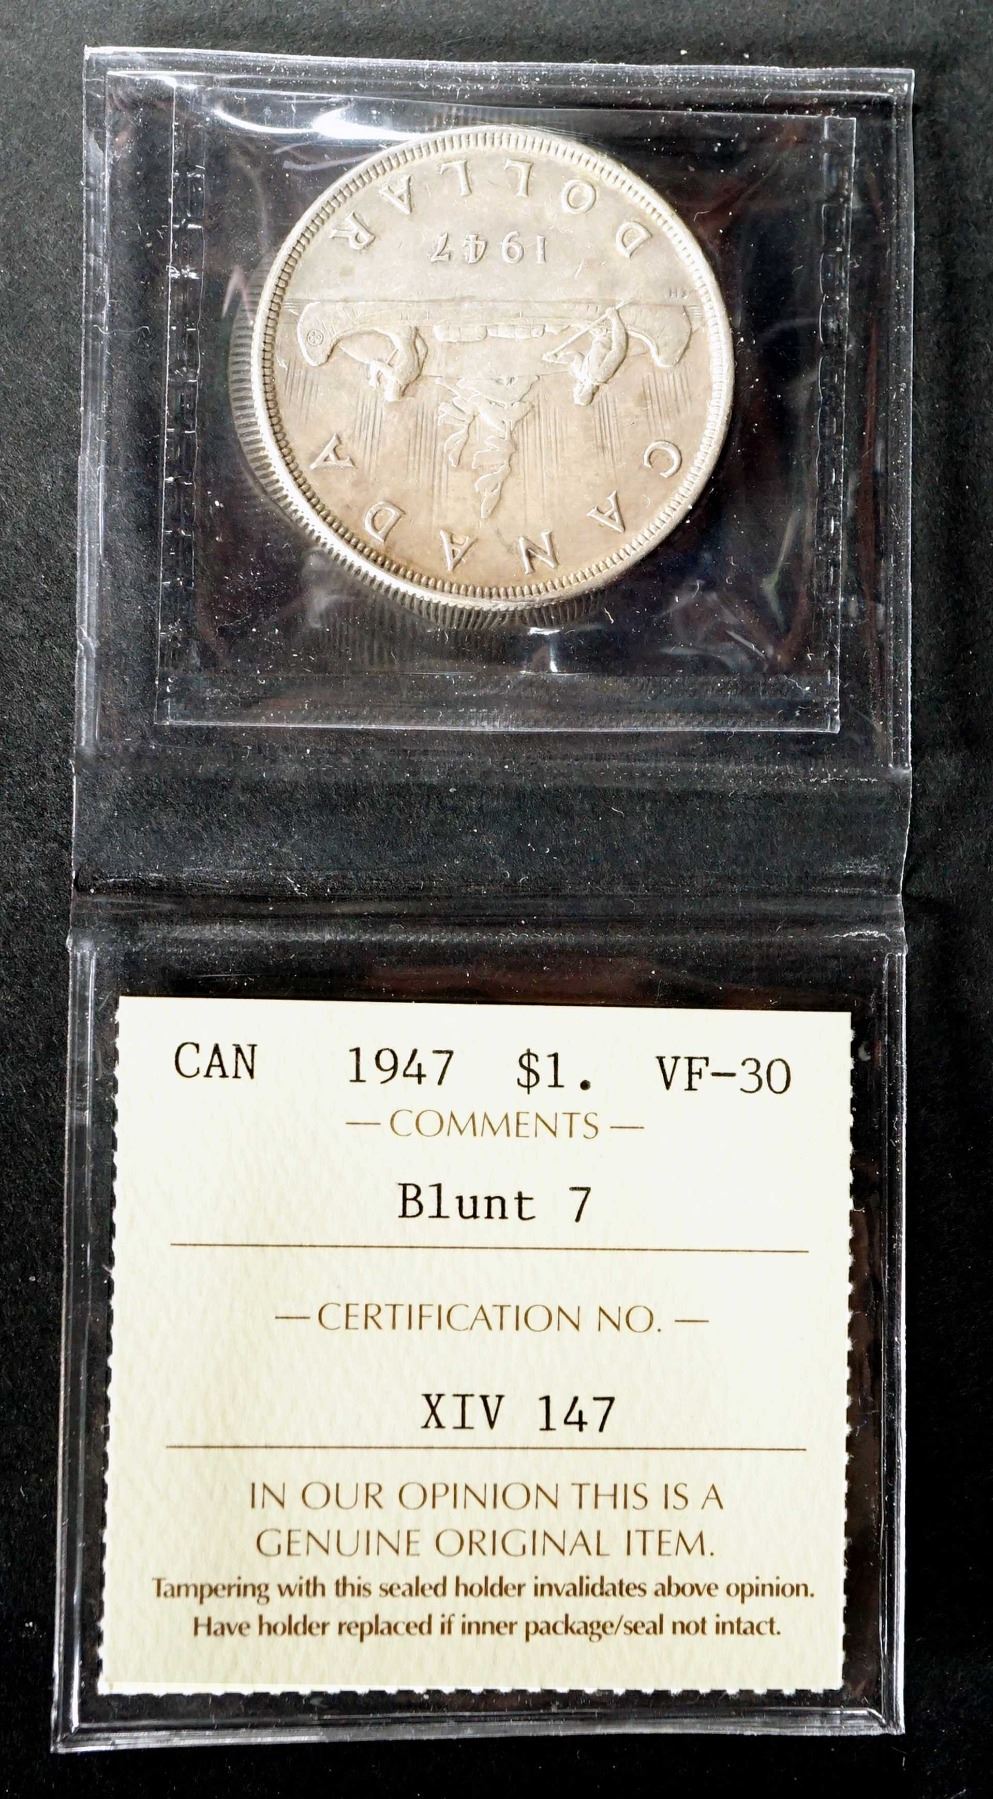 DOLLAR
1947
HS
CANADA
CAN 1947 $1. VF-30
— COMMENTS —
Blunt 7
— CERTIFICATION NO. —
XIV 147
IN OUR OPINION THIS IS A
GENUINE ORIGINAL ITEM.
Tampering with this sealed holder invalidates above opinion.
Have holder replaced if inner package/seal not intact.